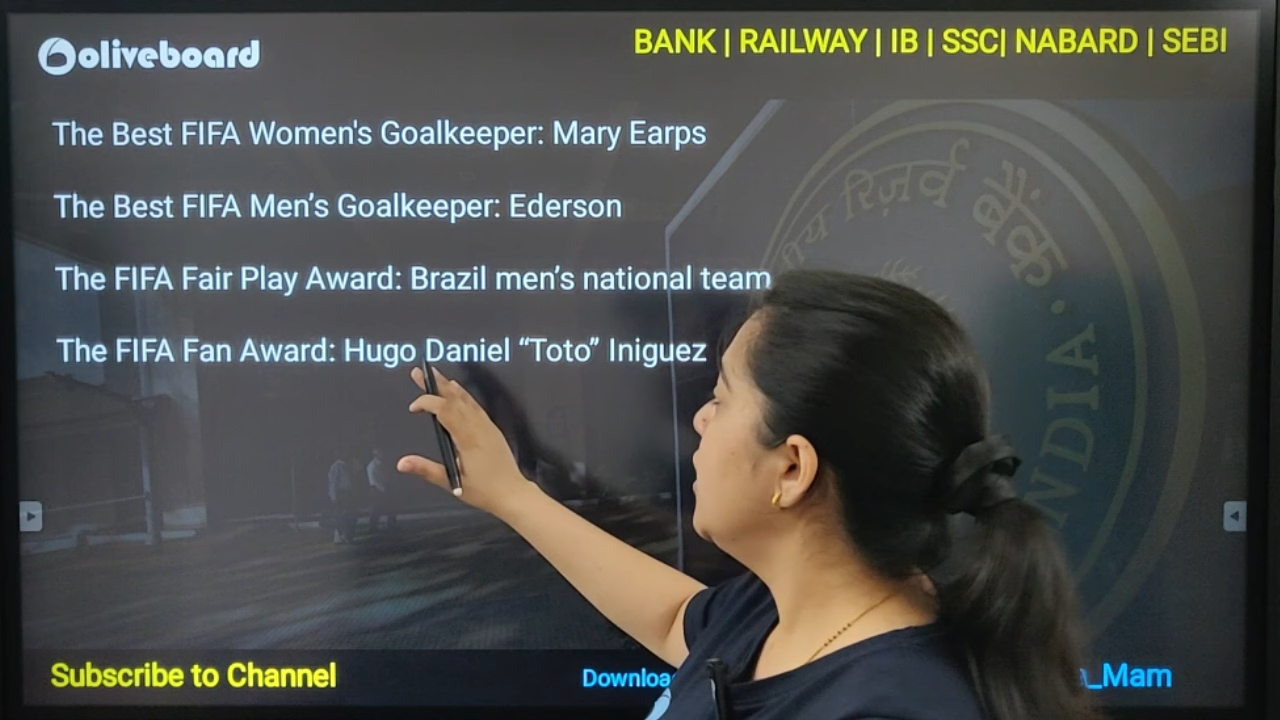 oliveboard
BANK | RAILWAY | IB | SSC| NABARD | SEBI
The Best FIFA Women's Goalkeeper: Mary Earps
The Best FIFA Men’s Goalkeeper: Ederson
The FIFA Fair Play Award: Brazil men’s national team
The FIFA Fan Award: Hugo Daniel “Toto” Iniguez
रिज़र्व बैंक
INDIA
Subscribe to Channel
_Mam